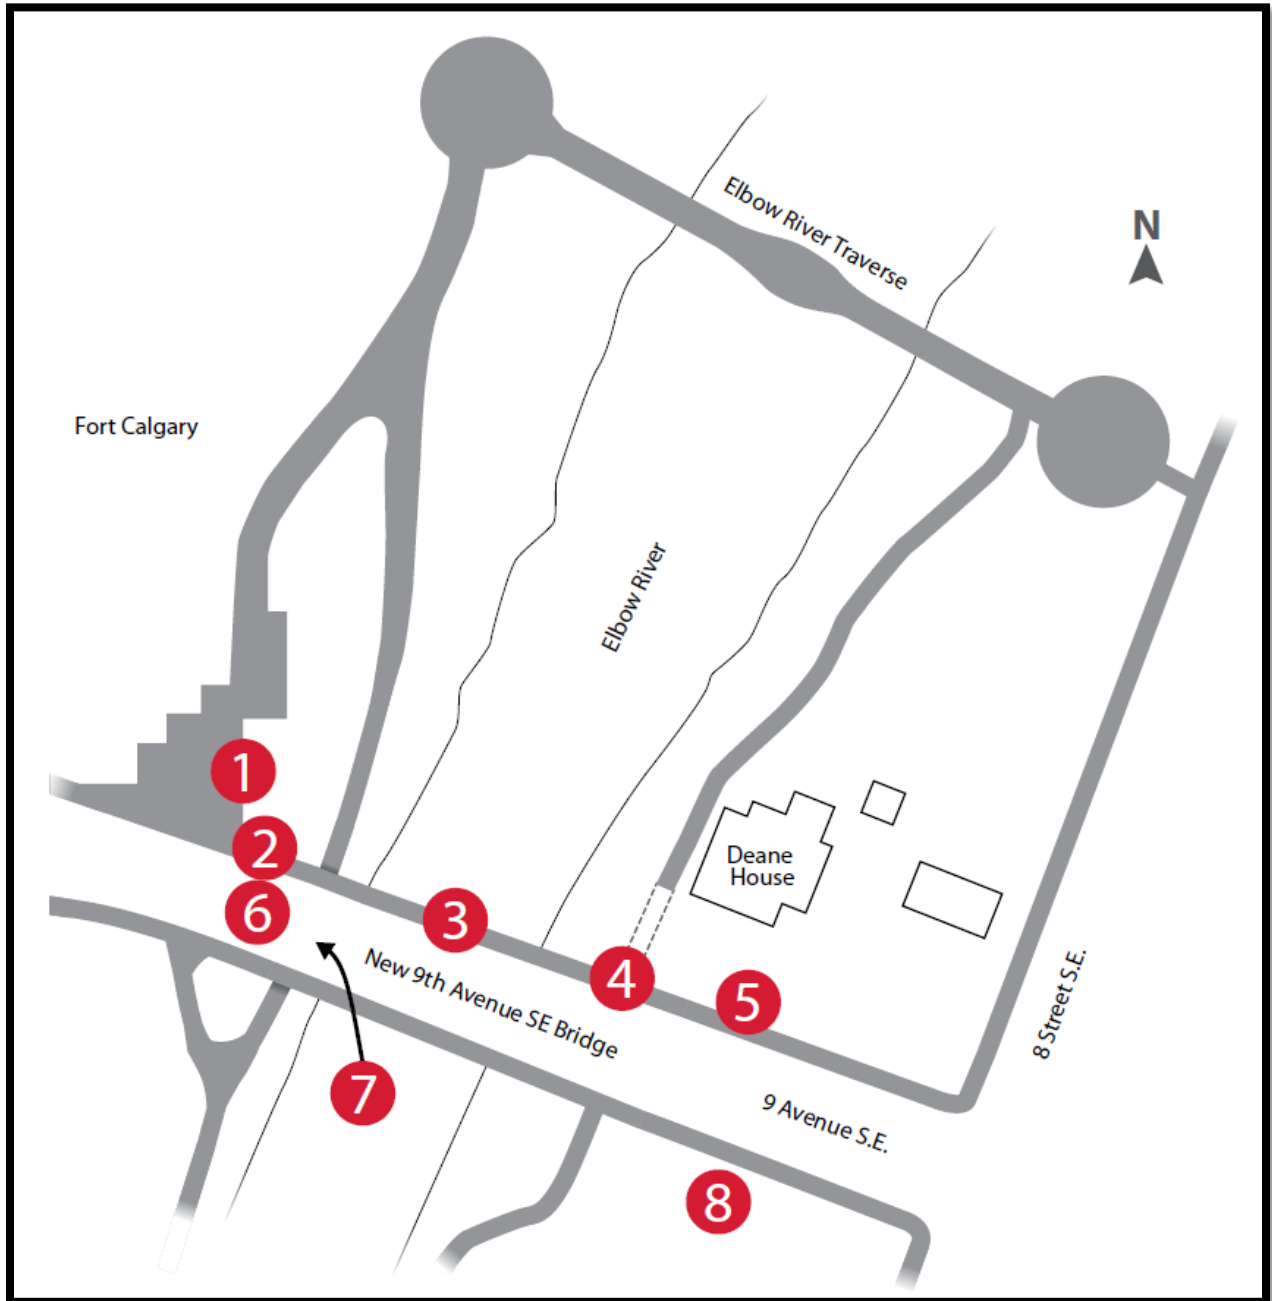 Elbow River Traverse
N
Fort Calgary
Elbow River
1
2
Deane
House
6
3
4
5
New 9th Avenue SE Bridge
8 Street S.E.
7
9 Avenue S.E.
8